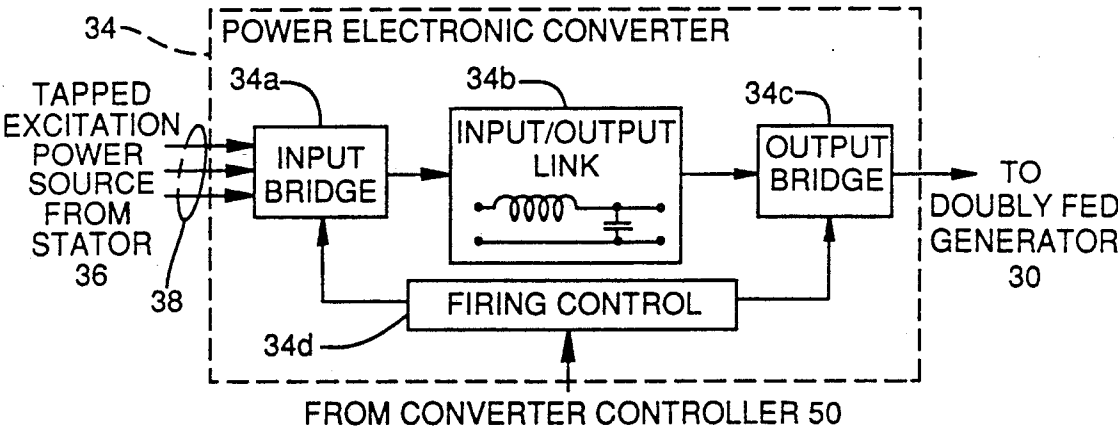 34
POWER ELECTRONIC CONVERTER
34a
34b
34c
TAPPED
EXCITATION
POWER
SOURCE
FROM
STATOR
36
38
INPUT
BRIDGE
INPUT/OUTPUT
LINK
OUTPUT
BRIDGE
TO
DOUBLY FED
GENERATOR
30
FIRING CONTROL
34d
FROM CONVERTER CONTROLLER 50